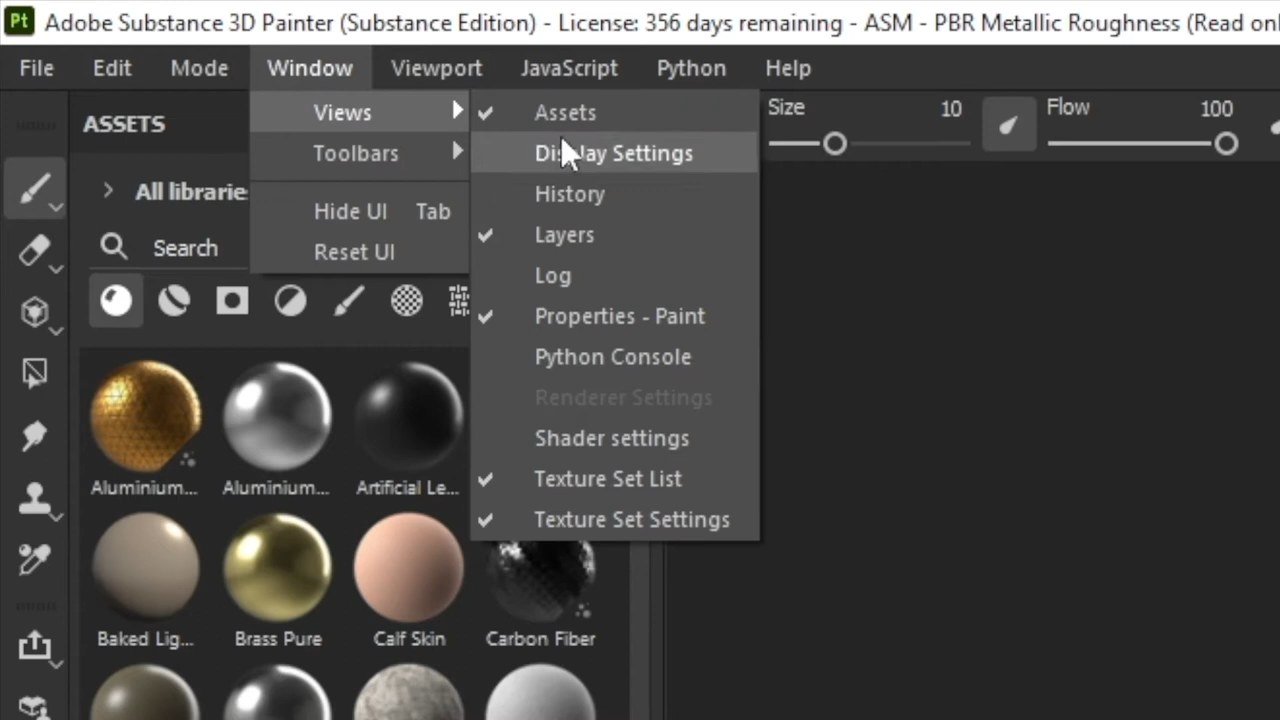 Pt Adobe Substance 3D Painter (Substance Edition) - License: 356 days remaining - ASM - PBR Metallic Roughness (Read onl
File Edit Mode Window Viewport JavaScript Python Help
ASSETS
All libraries
Search
Views
Toolbars
Hide UI Tab
Reset UI
Assets
Display Settings
History
Layers
Log
Properties - Paint
Python Console
Renderer Settings
Shader settings
Texture Set List
Texture Set Settings
Size 10
Flow 100
Aluminium... Aluminium... Artificial Le...
Baked Lig... Brass Pure Calf Skin Carbon Fiber